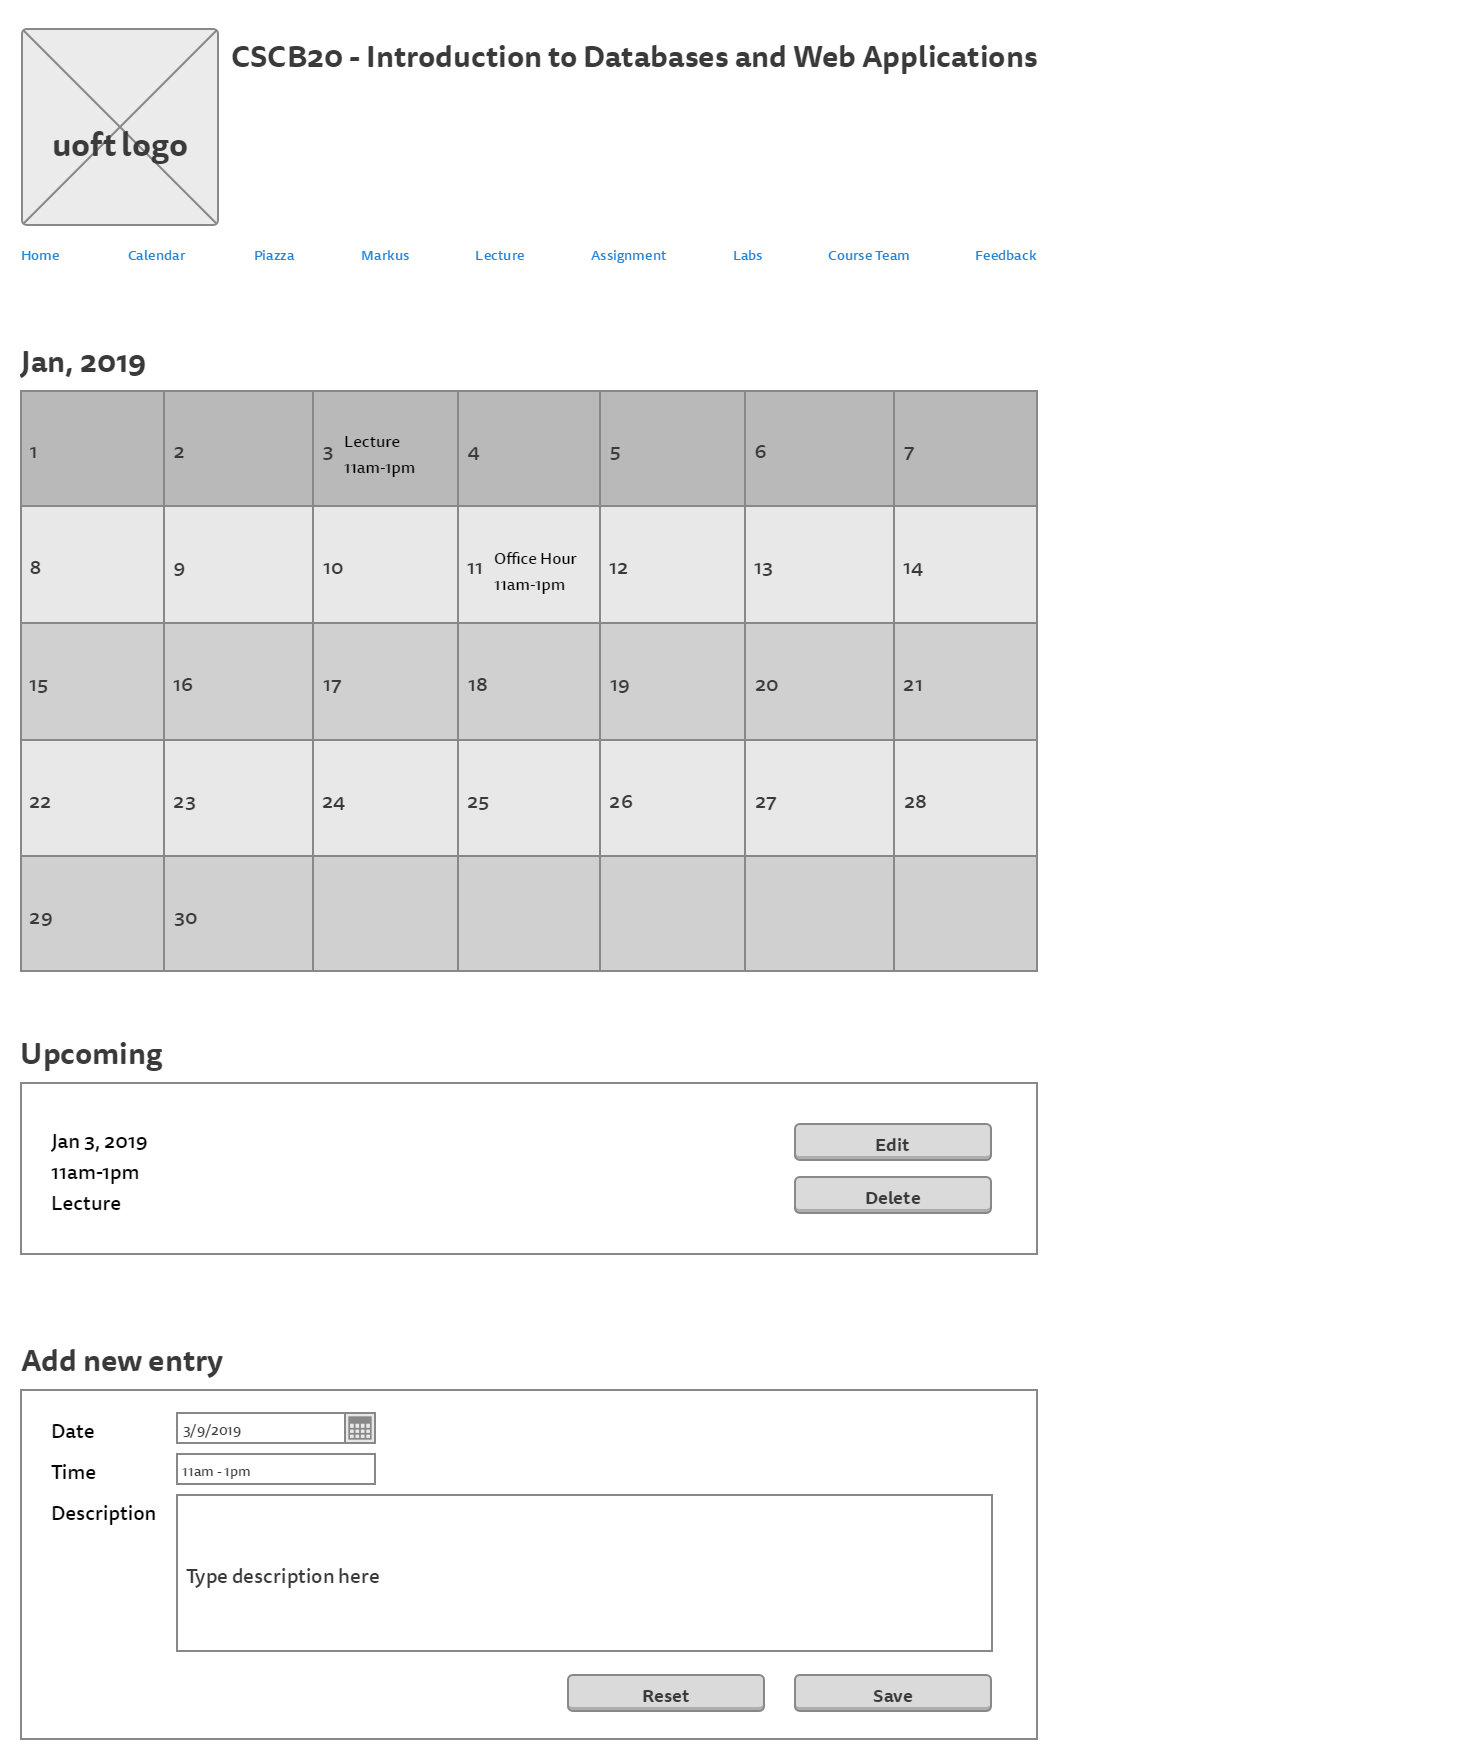 CSCB20 - Introduction to Databases and Web Applications
uoft logo
Home Calendar Piazza Markus Lecture Assignment Labs Course Team Feedback
Jan, 2019
1 2 3 Lecture 11am-1pm 4 5 6 7
8 9 10 11 Office Hour 11am-1pm 12 13 14
15 16 17 18 19 20 21
22 23 24 25 26 27 28
29 30
Upcoming
Jan 3, 2019
11am-1pm
Lecture
Edit
Delete
Add new entry
Date 3/9/2019
Time 11am - 1pm
Description
Type description here
Reset Save